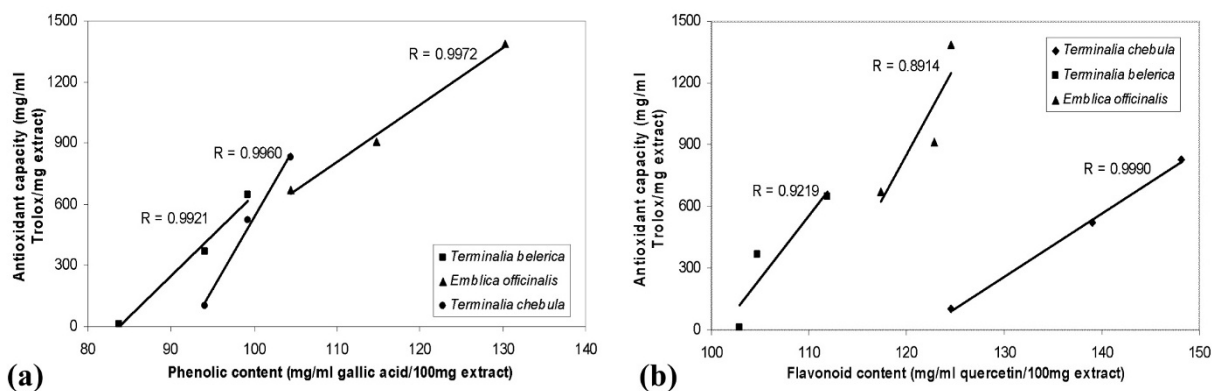 Antioxidant capacity (mg/ml
Trolox/mg extract)
1500
1200
900
600
300
0
R = 0.9972
R = 0.9960
R = 0.9921
Terminalia belerica
Emblica officinalis
Terminalia chebula
80 90 100 110 120 130 140
Phenolic content (mg/ml gallic acid/100mg extract)
(a)
Antioxidant capacity (mg/ml
Trolox/mg extract)
1500
1200
900
600
300
0
Terminalia chebula
Terminalia belerica
Emblica officinalis
R = 0.8914
R = 0.9219
R = 0.9990
100 110 120 130 140 150
Flavonoid content (mg/ml quercetin/100mg extract)
(b)